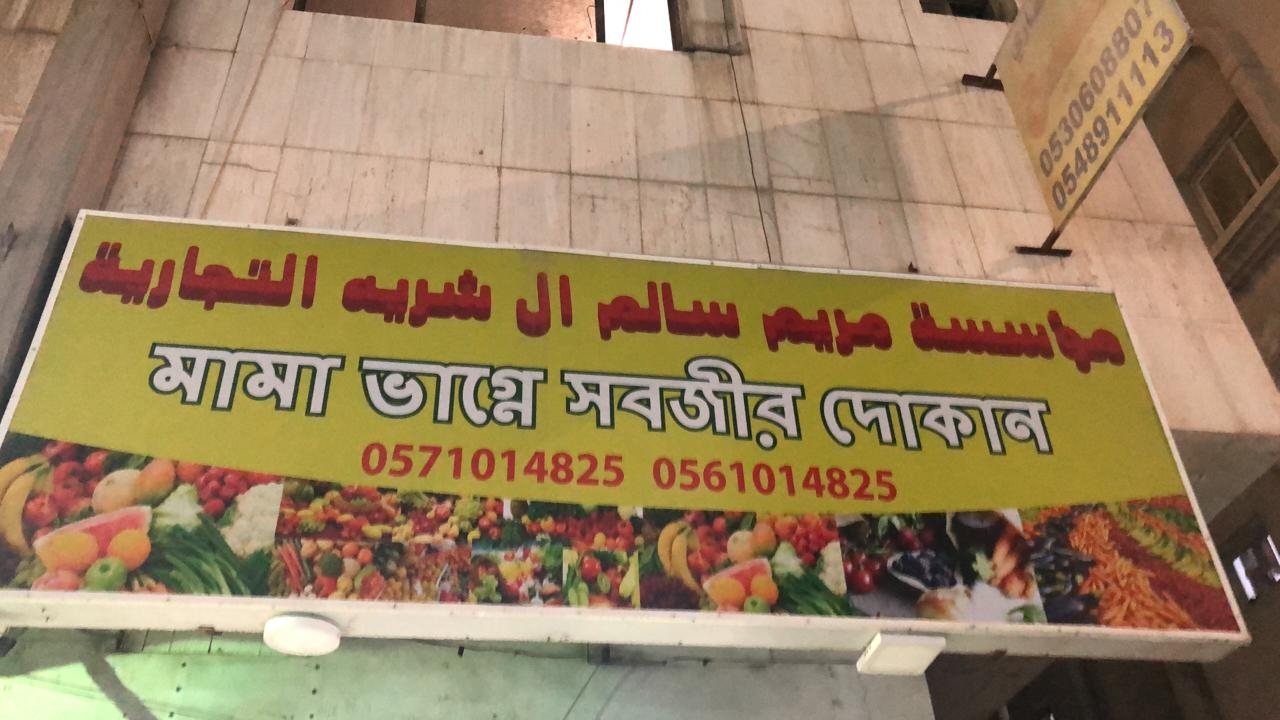 مؤسسة مريم سالم ال شريه التجارية
মামা ভাগ্নে সবজীর দোকান
0571014825 0561014825
0530608807
0548911113